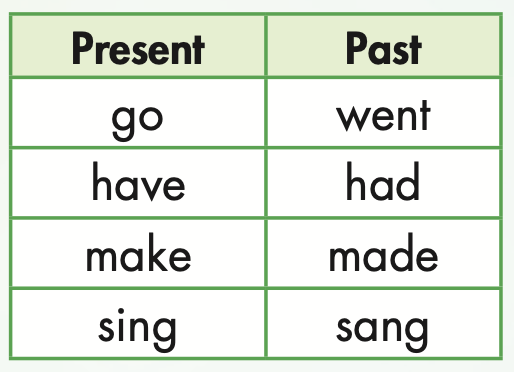 Present Past
go went
have had
make made
sing sang